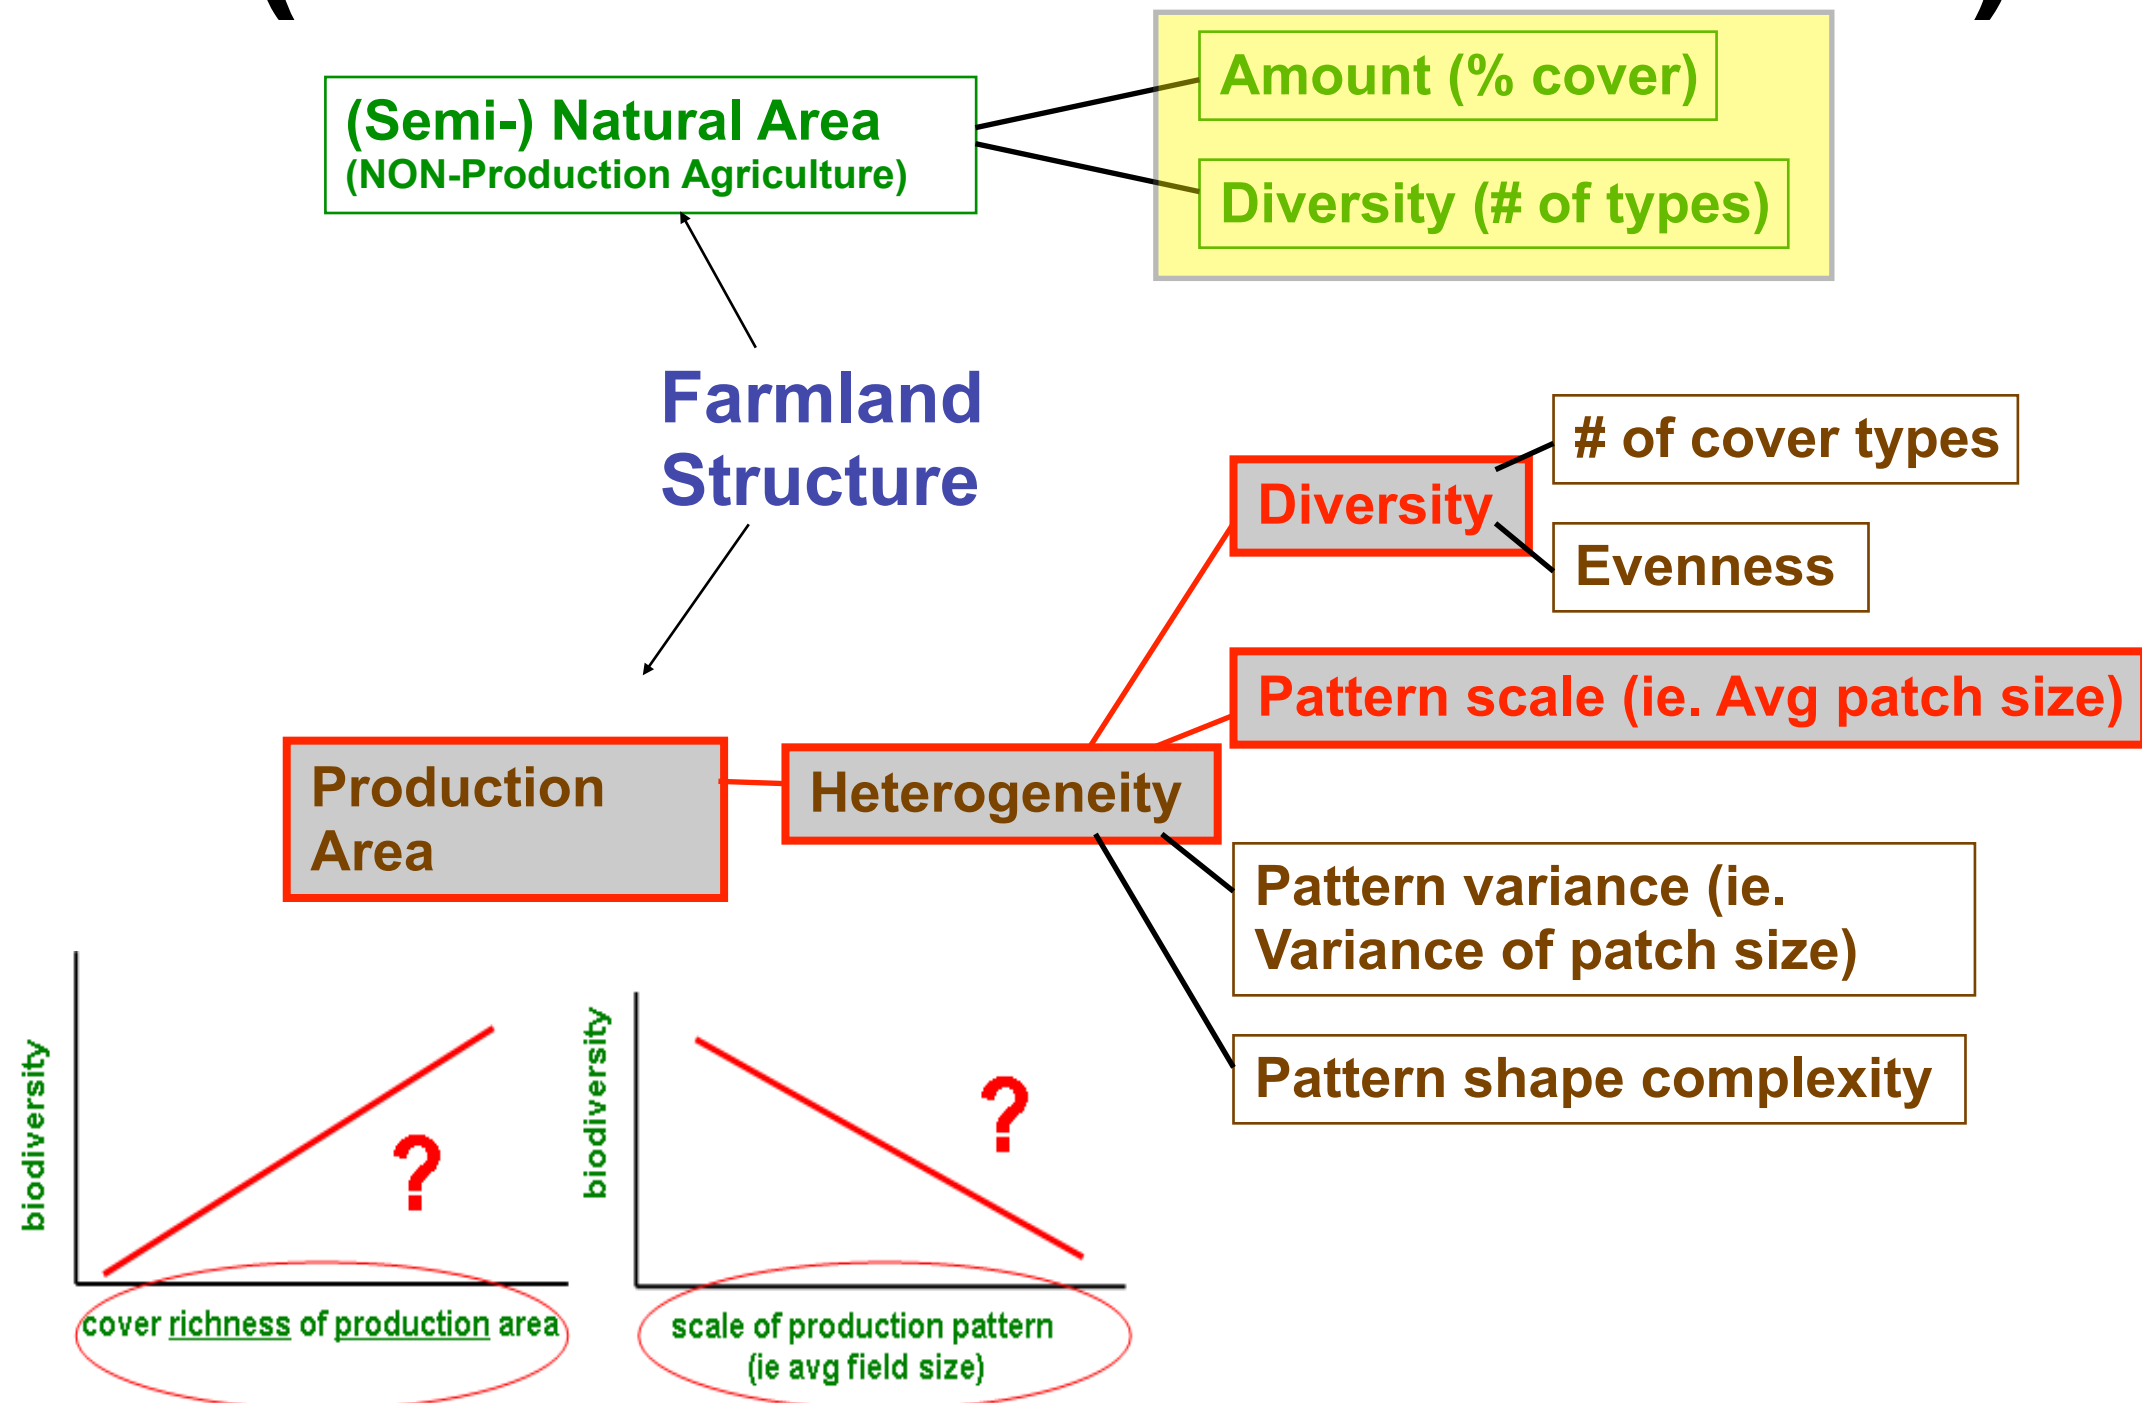 (Semi-) Natural Area
(NON-Production Agriculture)
Amount (% cover)
Diversity (# of types)
Farmland
Structure
# of cover types
Diversity
Evenness
Pattern scale (ie. Avg patch size)
Production
Area
Heterogeneity
Pattern variance (ie.
Variance of patch size)
Pattern shape complexity
biodiversity
?
cover richness of production area
biodiversity
?
scale of production pattern
(ie avg field size)